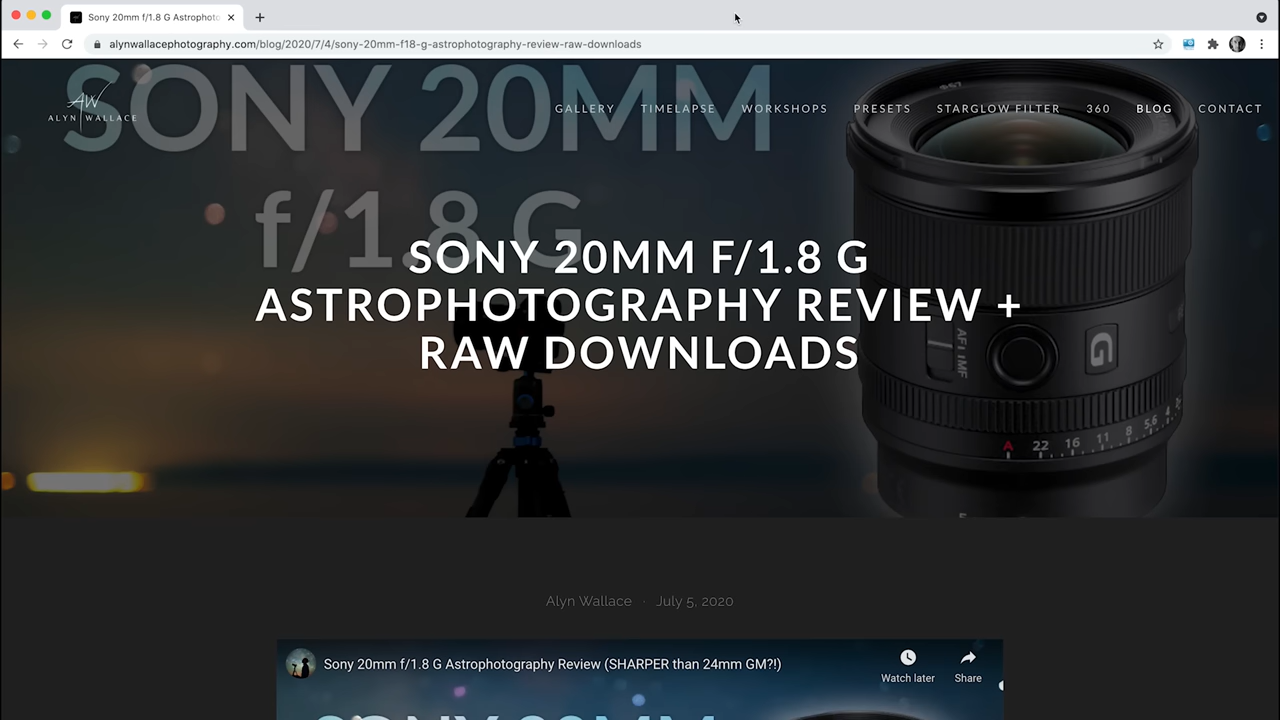 Sony 20mm f/1.8 G Astrophoto
alynwallacephotography.com/blog/2020/7/4/sony-20mm-f18-g-astrophotography-review-raw-downloads
SONY 20MM
f/1.8 G
AW
ALYN WALLACE
GALLERY TIMELAPSE WORKSHOPS PRESETS STARGLOW FILTER 360 BLOG CONTACT
SONY 20MM F/1.8 G
ASTROPHOTOGRAPHY REVIEW +
RAW DOWNLOADS
AF MF
G
A 22 16 11 8 5.6 4
Alyn Wallace · July 5, 2020
Sony 20mm f/1.8 G Astrophotography Review (SHARPER than 24mm GM?!)
Watch later
Share
SONY 20MM